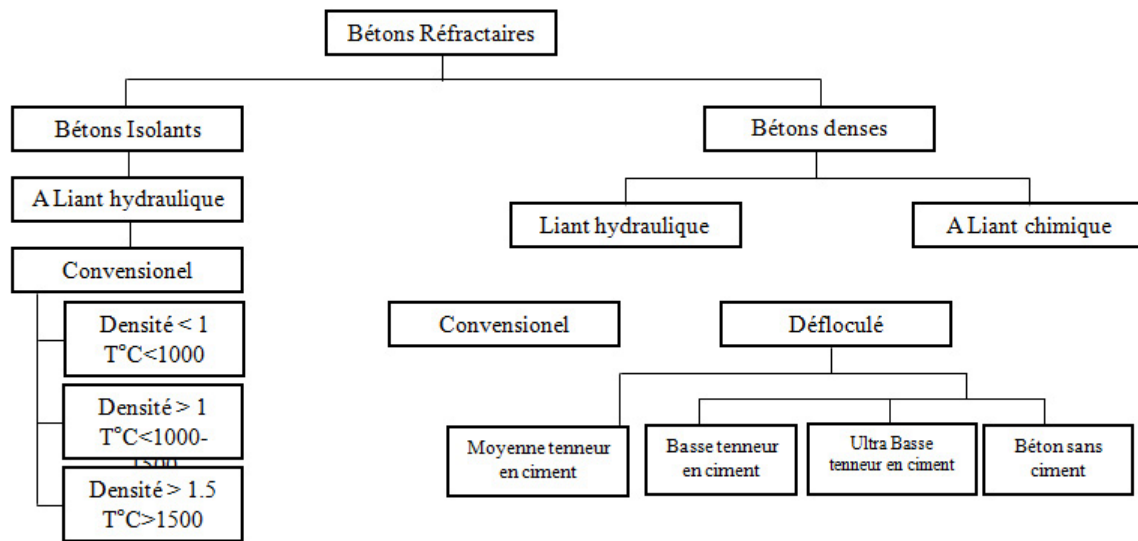 Bétons Réfractaires
Bétons Isolants
Bétons denses
A Liant hydraulique
Liant hydraulique
A Liant chimique
Convensionel
Densité < 1
T°C<1000
Densité > 1
T°C<1000-
Densité > 1.5
T°C>1500
Convensionel
Défloculé
Moyenne tenneur
en ciment
Basse tenneur
en ciment
Ultra Basse
tenneur en ciment
Béton sans
ciment